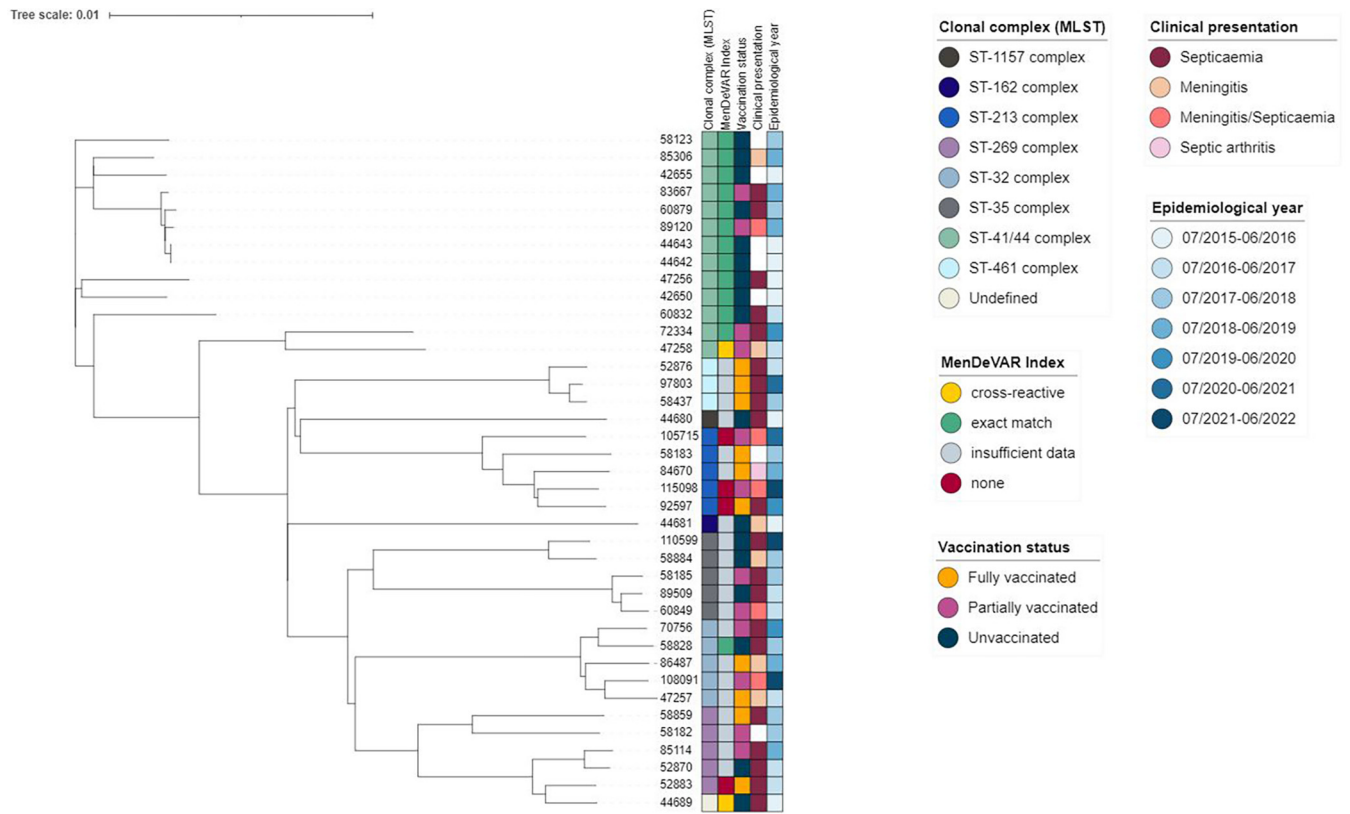 Tree scale: 0.01
Clonal complex (MLST)
MenDeVAR Index
Vaccination status
Clinical presentation
Epidemiological year
58123
85306
42655
83667
60879
89120
44643
44642
47256
42650
60832
72334
47258
52876
97803
58437
44680
105715
58183
84670
115098
92597
44681
110599
58884
58185
89509
60849
70756
58828
86487
108091
47257
58859
58182
85114
52870
52883
44689
Clonal complex (MLST)
ST-1157 complex
ST-162 complex
ST-213 complex
ST-269 complex
ST-32 complex
ST-35 complex
ST-41/44 complex
ST-461 complex
Undefined
MenDeVAR Index
cross-reactive
exact match
insufficient data
none
Vaccination status
Fully vaccinated
Partially vaccinated
Unvaccinated
Clinical presentation
Septicaemia
Meningitis
Meningitis/Septicaemia
Septic arthritis
Epidemiological year
07/2015-06/2016
07/2016-06/2017
07/2017-06/2018
07/2018-06/2019
07/2019-06/2020
07/2020-06/2021
07/2021-06/2022